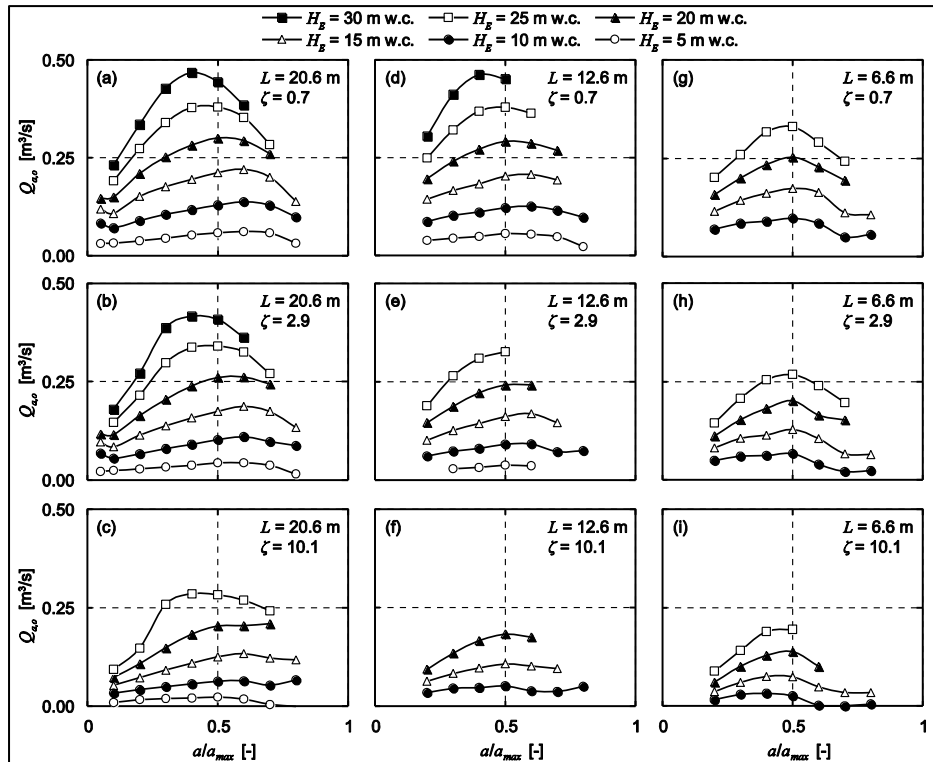 H_E = 30 m w.c. H_E = 25 m w.c. H_E = 20 m w.c.
H_E = 15 m w.c. H_E = 10 m w.c. H_E = 5 m w.c.
0.50
(a)
L = 20.6 m
ζ = 0.7
(d)
L = 12.6 m
ζ = 0.7
(g)
L = 6.6 m
ζ = 0.7
Q_a,o [m³/s]
0.25
0.00
0.50
(b)
L = 20.6 m
ζ = 2.9
(e)
L = 12.6 m
ζ = 2.9
(h)
L = 6.6 m
ζ = 2.9
Q_a,o [m³/s]
0.25
0.00
0.50
(c)
L = 20.6 m
ζ = 10.1
(f)
L = 12.6 m
ζ = 10.1
(i)
L = 6.6 m
ζ = 10.1
Q_a,o [m³/s]
0.25
0.00
0 0.5 1 0 0.5 1 0 0.5 1
a/a_max [-] a/a_max [-] a/a_max [-]